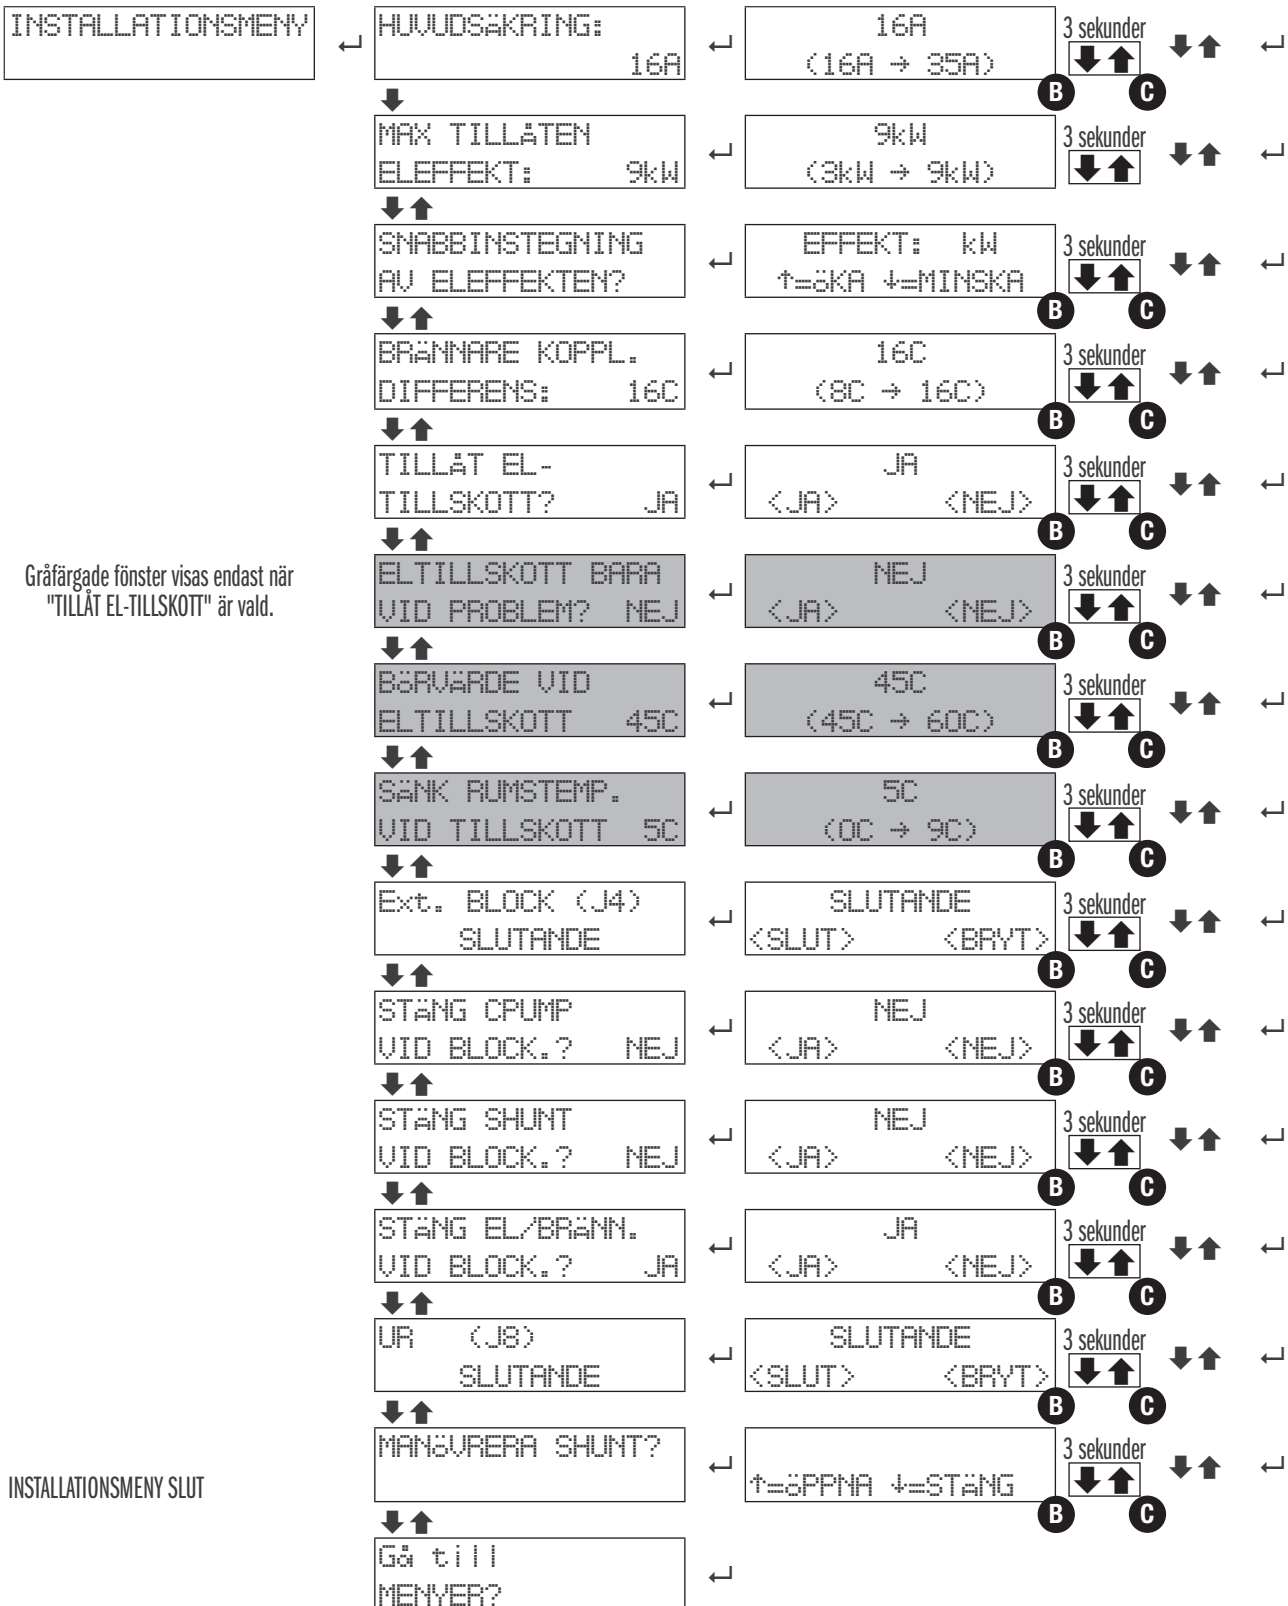 INSTALLATIONSMENY
HUVUDSÄKRING:
16A
16A
(16A → 35A)
3 sekunder
B C
MAX TILLÅTEN
ELEFFEKT: 9kW
9kW
(3kW → 9kW)
3 sekunder
SNABBINSTEGNING
AV ELEFFEKTEN?
EFFEKT: kW
↑=öKA ↓=MINSKA
3 sekunder
B C
BRäNNARE KOPPL.
DIFFERENS: 16C
16C
(8C → 16C)
3 sekunder
B C
TILLåT EL-
TILLSKOTT? JA
JA
<JA> <NEJ>
3 sekunder
B C
Gråfärgade fönster visas endast när
"TILLÅT EL-TILLSKOTT" är vald.
ELTILLSKOTT BARA
VID PROBLEM? NEJ
NEJ
<JA> <NEJ>
3 sekunder
B C
BöRVäRDE VID
ELTILLSKOTT 45C
45C
(45C → 60C)
3 sekunder
B C
SäNK RUMSTEMP.
VID TILLSKOTT 5C
5C
(0C → 9C)
3 sekunder
B C
Ext. BLOCK (J4)
SLUTANDE
SLUTANDE
<SLUT> <BRYT>
3 sekunder
B C
STäNG CPUMP
VID BLOCK.? NEJ
NEJ
<JA> <NEJ>
3 sekunder
B C
STäNG SHUNT
VID BLOCK.? NEJ
NEJ
<JA> <NEJ>
3 sekunder
B C
STäNG EL/BRäNN.
VID BLOCK.? JA
JA
<JA> <NEJ>
3 sekunder
B C
UR (J8)
SLUTANDE
SLUTANDE
<SLUT> <BRYT>
3 sekunder
B C
MANöVRERA SHUNT?
↑=öPPNA ↓=STäNG
3 sekunder
B C
INSTALLATIONSMENY SLUT
Gå till
MENYER?